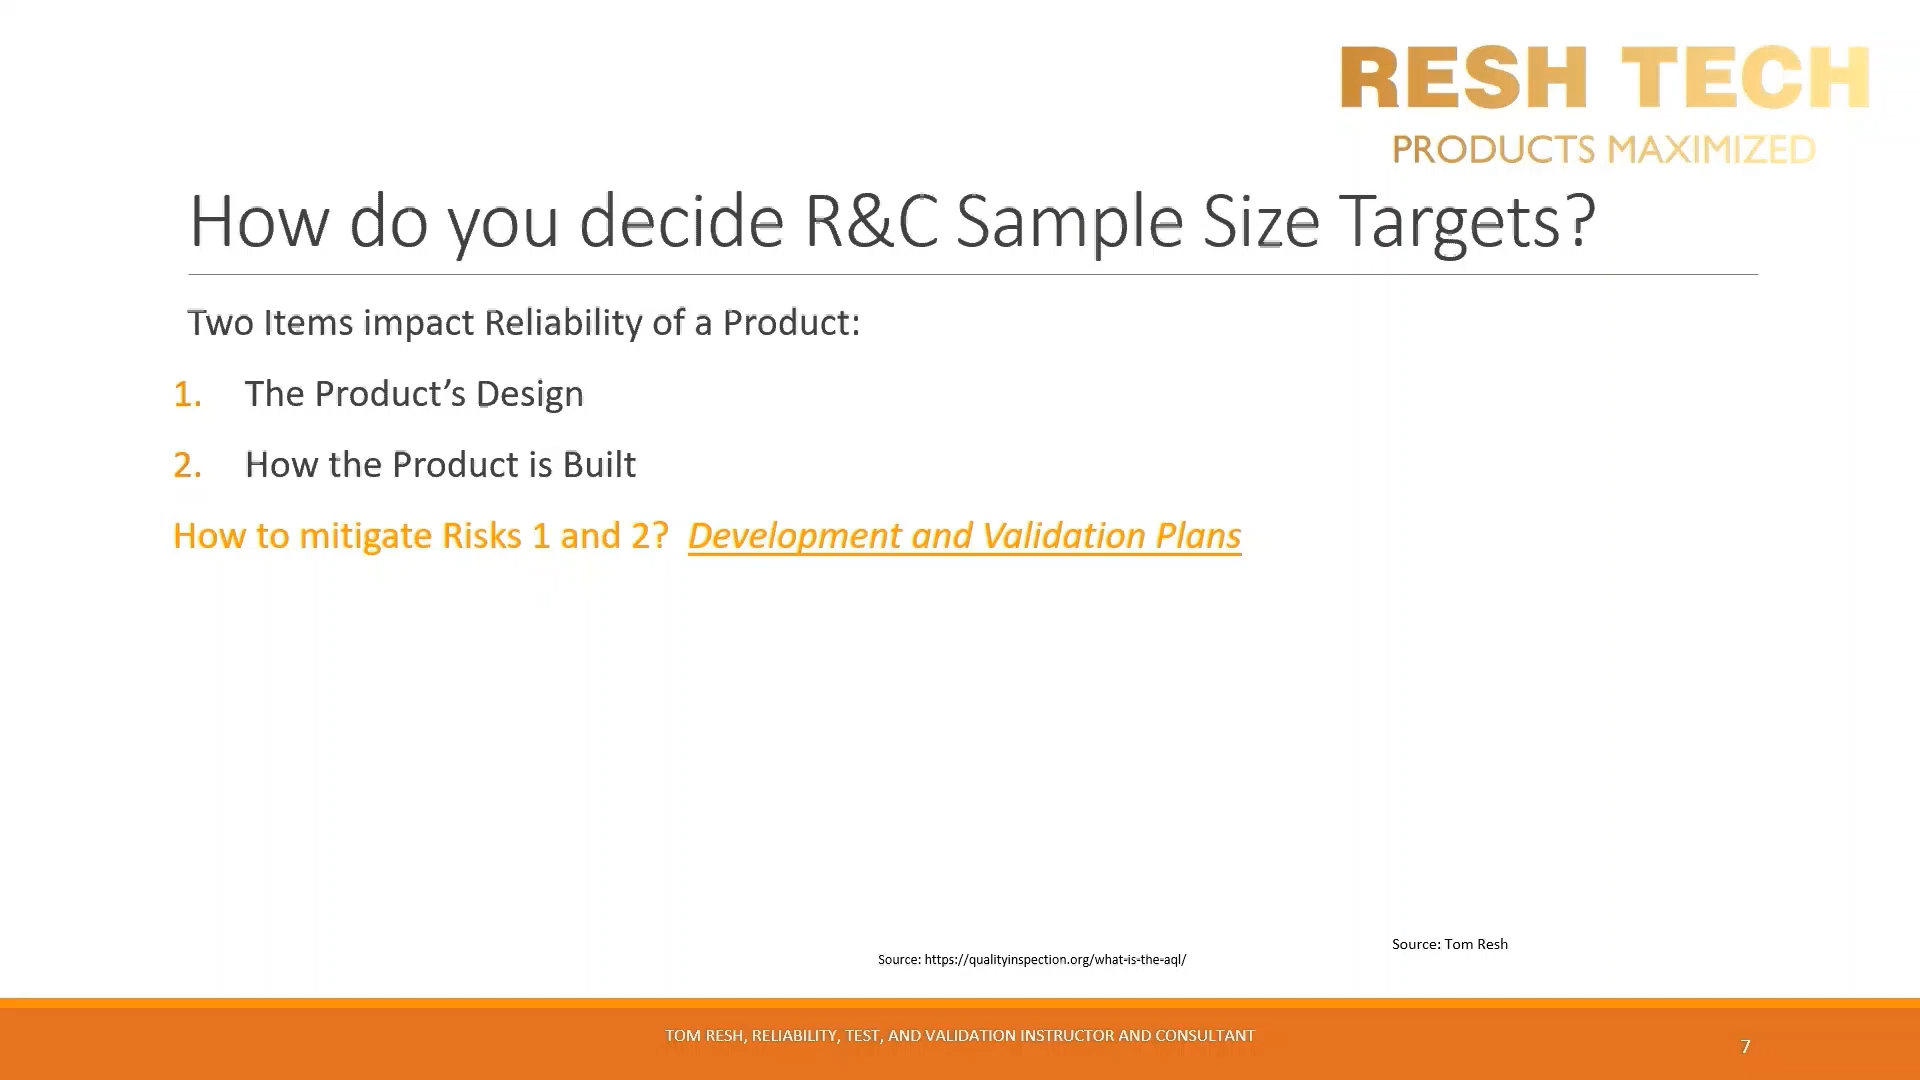 RESH TECH
PRODUCTS MAXIMIZED
How do you decide R&C Sample Size Targets?
Two Items impact Reliability of a Product:
1. The Product’s Design
2. How the Product is Built
How to mitigate Risks 1 and 2? Development and Validation Plans
Source: Tom Resh
Source: https://qualityinspection.org/what-is-the-aql/
TOM RESH, RELIABILITY, TEST, AND VALIDATION INSTRUCTOR AND CONSULTANT
7